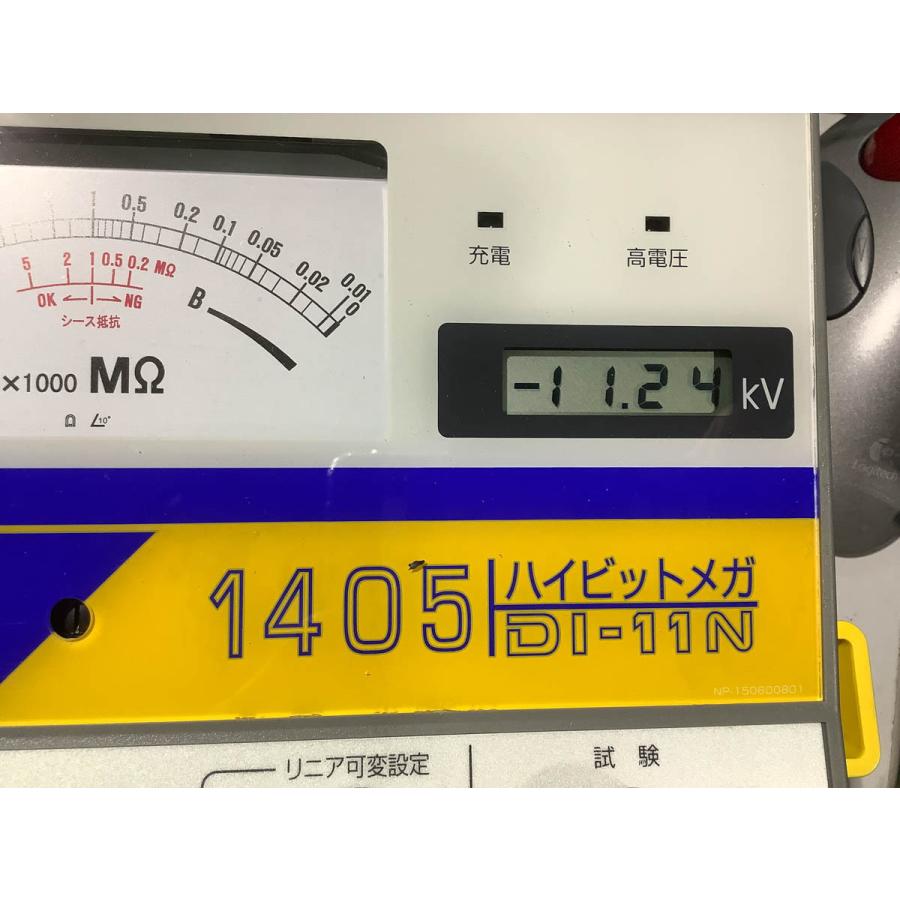 1 0.5 0.2 0.1 0.05 0.02 0.01 0
5 2 1 0.5 0.2 MΩ
OK ← → NG
シース抵抗
B
×1000 MΩ
10°
充電
高電圧
-11.24 kV
1405 ハイビットメガ
DI-11N
NP-150600801
リニア可変設定
試験
Logitech